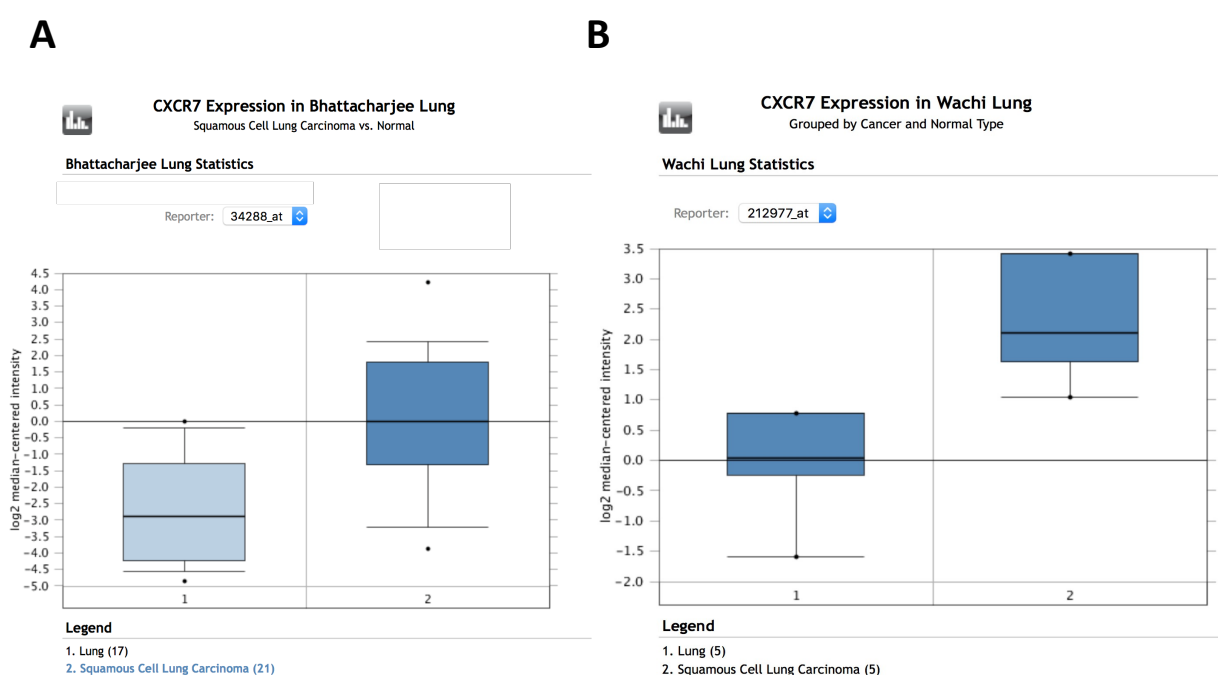 A
CXCR7 Expression in Bhattacharjee Lung
Squamous Cell Lung Carcinoma vs. Normal
Bhattacharjee Lung Statistics
Reporter: 34288_at
log2 median-centered intensity
4.5
4.0
3.5
3.0
2.5
2.0
1.5
1.0
0.5
0.0
-0.5
-1.0
-1.5
-2.0
-2.5
-3.0
-3.5
-4.0
-4.5
-5.0
1 2
Legend
1. Lung (17)
2. Squamous Cell Lung Carcinoma (21)
B
CXCR7 Expression in Wachi Lung
Grouped by Cancer and Normal Type
Wachi Lung Statistics
Reporter: 212977_at
log2 median-centered intensity
3.5
3.0
2.5
2.0
1.5
1.0
0.5
0.0
-0.5
-1.0
-1.5
-2.0
1 2
Legend
1. Lung (5)
2. Squamous Cell Lung Carcinoma (5)